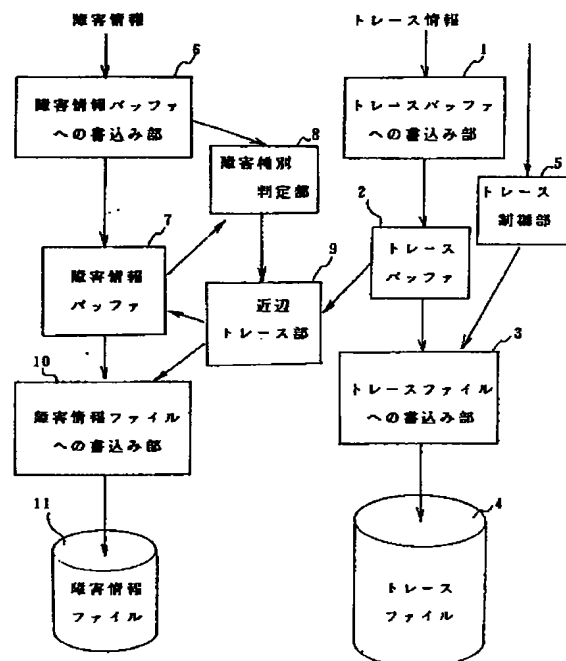 障害情報
トレース情報
6
障害情報バッファ
への書込み部
1
トレースバッファ
への書込み部
8
障害種別
判定部
5
トレース
制御部
2
トレース
バッファ
7
障害情報
バッファ
9
近辺
トレース部
3
トレースファイル
への書込み部
10
障害情報ファイル
への書込み部
11
障害情報
ファイル
4
トレース
ファイル